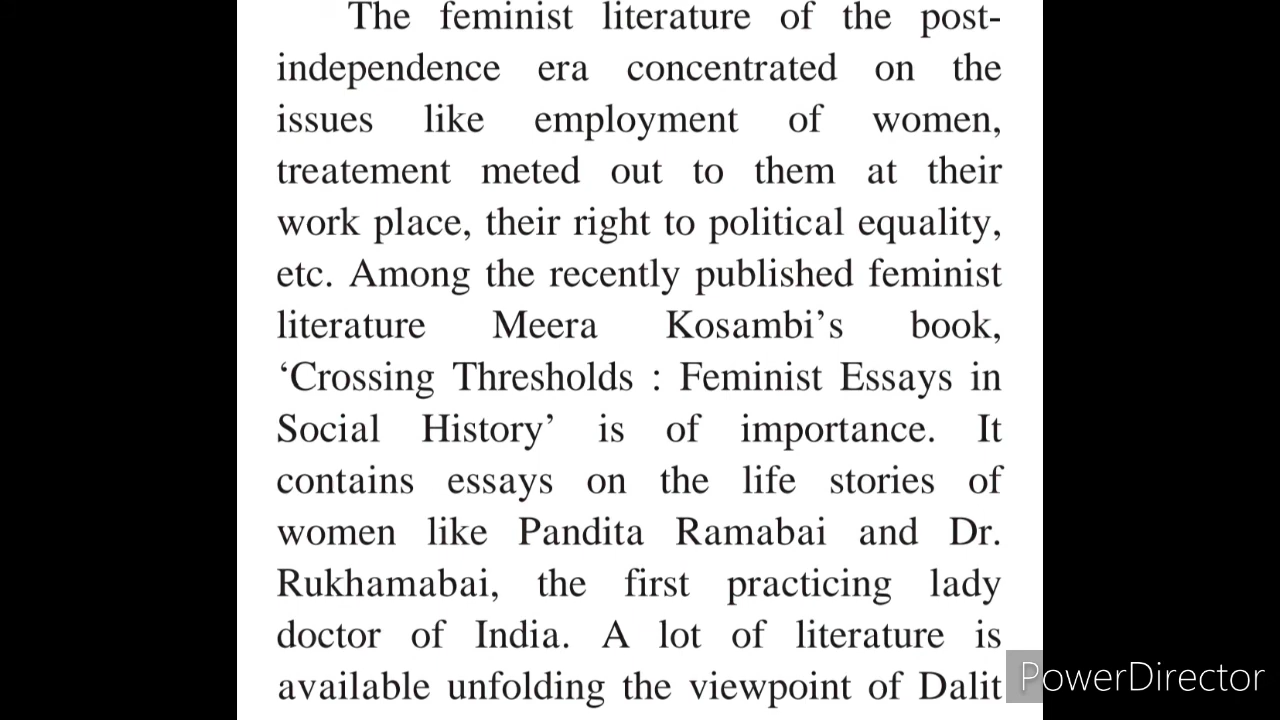 The feminist literature of the post-
independence era concentrated on the
issues like employment of women,
treatement meted out to them at their
work place, their right to political equality,
etc. Among the recently published feminist
literature Meera Kosambi’s book,
‘Crossing Thresholds : Feminist Essays in
Social History’ is of importance. It
contains essays on the life stories of
women like Pandita Ramabai and Dr.
Rukhamabai, the first practicing lady
doctor of India. A lot of literature is
available unfolding the viewpoint of Dalit
PowerDirector